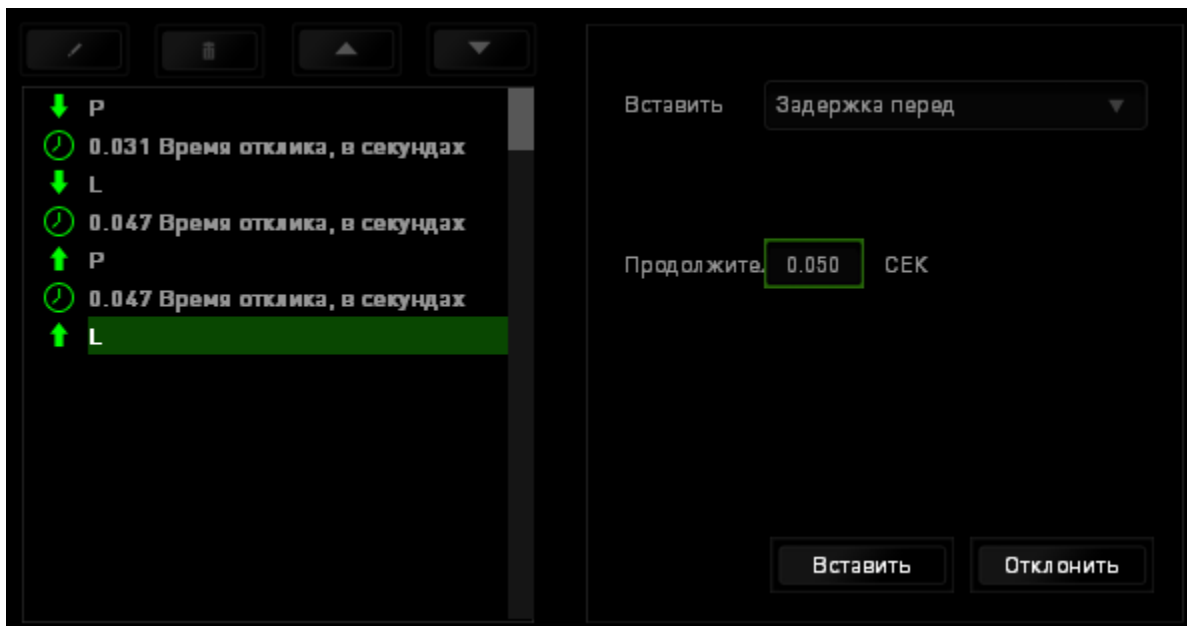 P
0.031 Время отклика, в секундах
L
0.047 Время отклика, в секундах
P
0.047 Время отклика, в секундах
L
Вставить Задержка перед
Продолжите 0.050 СЕК
Вставить Отклонить